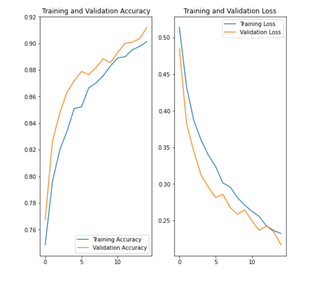 Training and Validation Accuracy
0.92
0.90
0.88
0.86
0.84
0.82
0.80
0.78
0.76
0 5 10
Training Accuracy
Validation Accuracy
Training and Validation Loss
0.50
0.45
0.40
0.35
0.30
0.25
0 5 10
Training Loss
Validation Loss